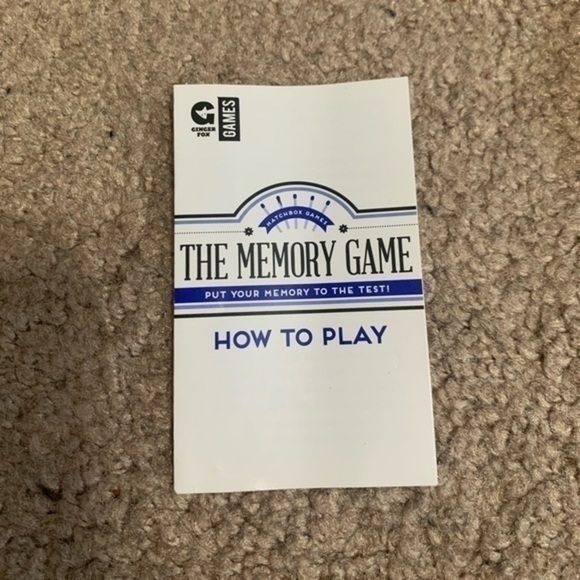 GINGER
FOX
GAMES
MATCHBOX GAMES
THE MEMORY GAME
PUT YOUR MEMORY TO THE TEST!
HOW TO PLAY